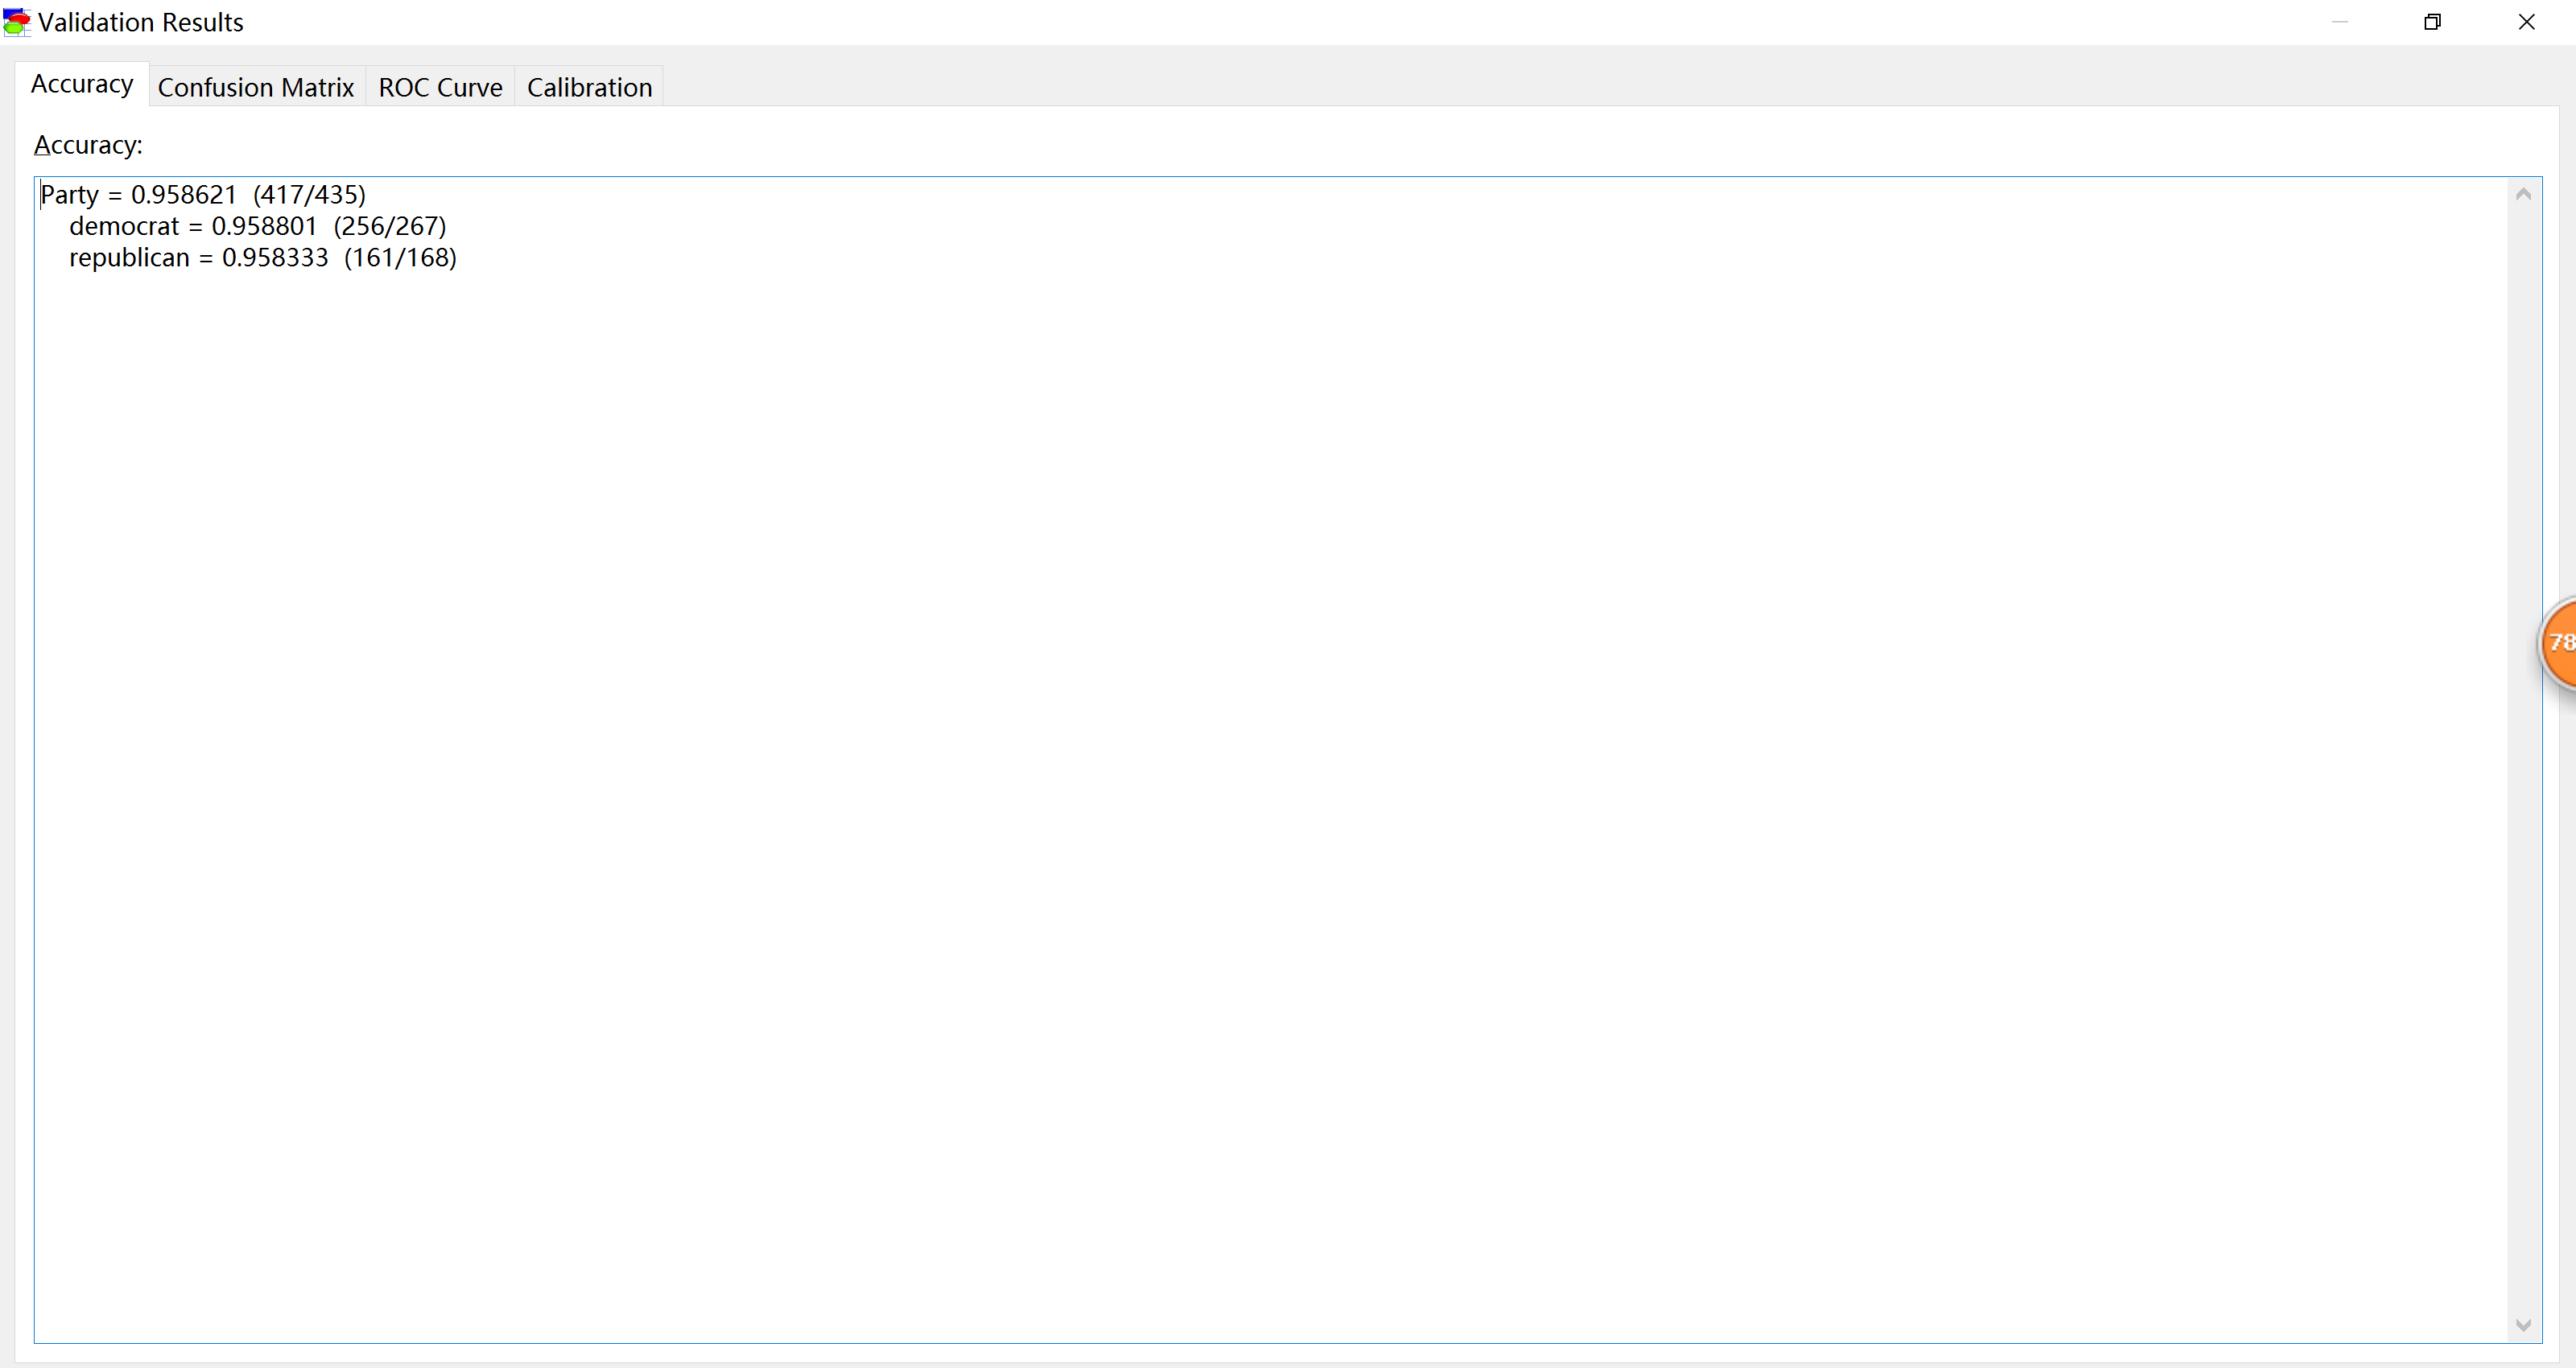 Validation Results
Accuracy Confusion Matrix ROC Curve Calibration
Accuracy:
Party = 0.958621 (417/435)
democrat = 0.958801 (256/267)
republican = 0.958333 (161/168)
78